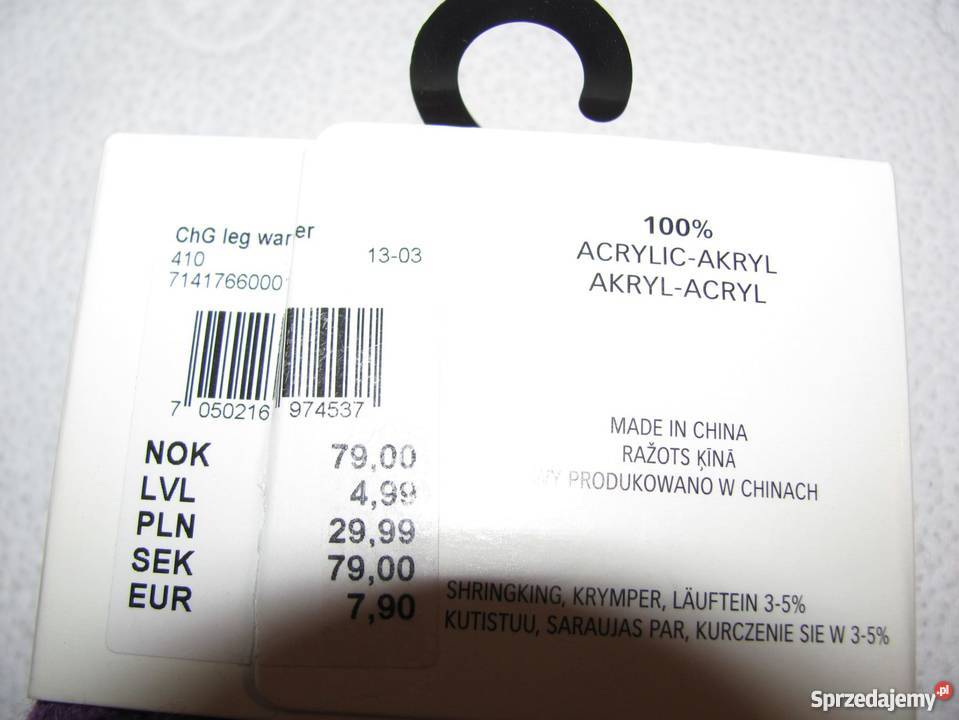 ChG leg warer
410
13-03
7141766000
7 050216 974537
NOK 79,00
LVL 4,99
PLN 29,99
SEK 79,00
EUR 7,90
100%
ACRYLIC-AKRYL
AKRYL-ACRYL
MADE IN CHINA
RAŽOTS ĶĪNĀ
PRODUKOWANO W CHINACH
SHRINGKING, KRYMPER, LÄUFTEIN 3-5%
KUTISTUU, SARAUJAS PAR, KURCZENIE SIE W 3-5%
Sprzedajemy.pl